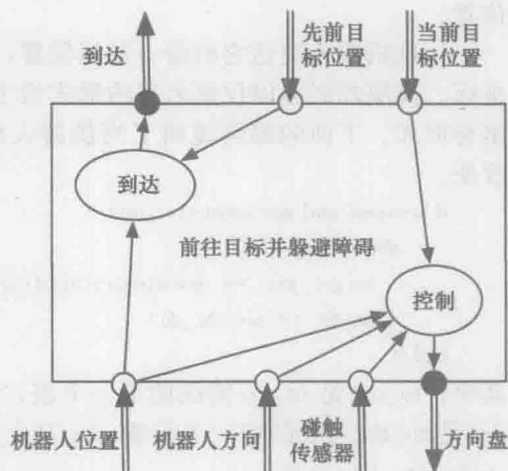 到达
先前目
标位置
当前目
标位置
到达
前往目标并躲避障碍
控制
机器人位置
机器人方向
碰触
传感器
方向盘